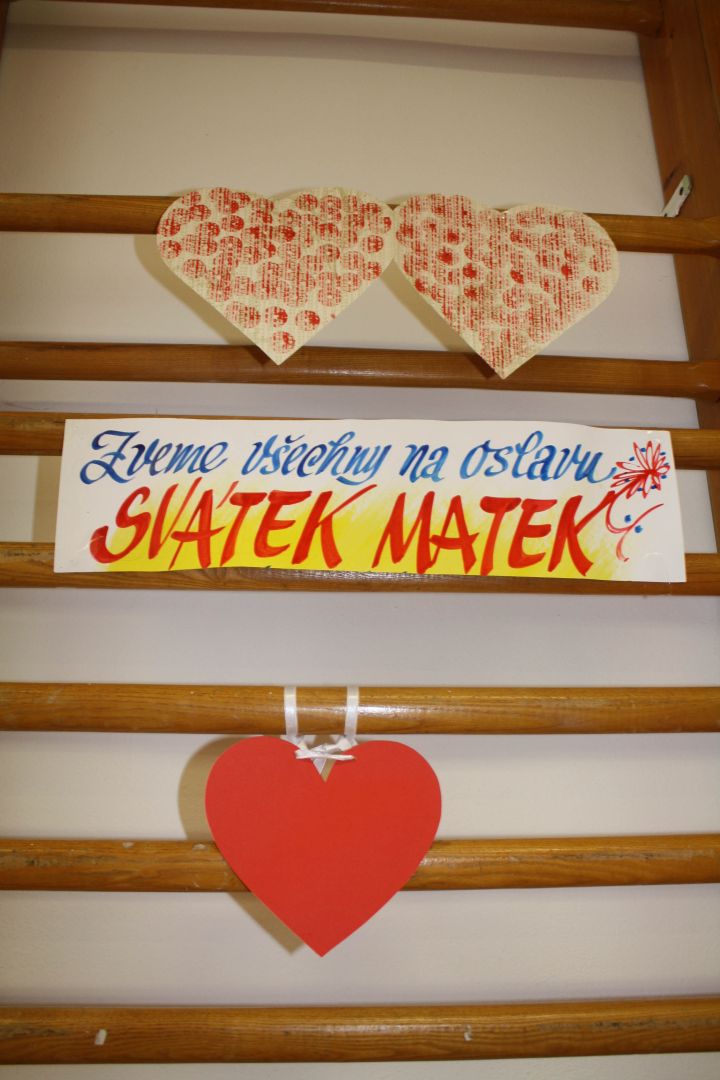 Zveme všechny na oslavu
SVÁTEK MATEK